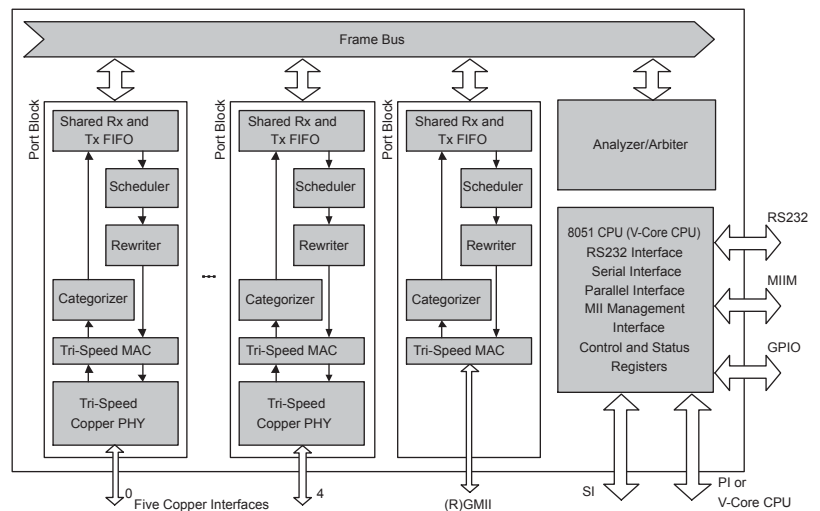 Frame Bus
Port Block
Shared Rx and
Tx FIFO
Scheduler
Rewriter
Categorizer
Tri-Speed MAC
Tri-Speed
Copper PHY
0
...
Port Block
Shared Rx and
Tx FIFO
Scheduler
Rewriter
Categorizer
Tri-Speed MAC
Tri-Speed
Copper PHY
4
Five Copper Interfaces
Port Block
Shared Rx and
Tx FIFO
Scheduler
Rewriter
Categorizer
Tri-Speed MAC
(R)GMII
Analyzer/Arbiter
8051 CPU (V-Core CPU)
RS232 Interface
Serial Interface
Parallel Interface
MII Management
Interface
Control and Status
Registers
RS232
MIIM
GPIO
SI
PI or
V-Core CPU